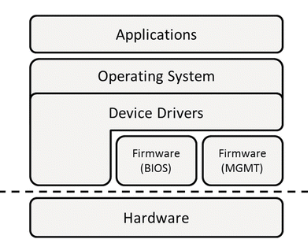 Applications
Operating System
Device Drivers
Firmware
(BIOS)
Firmware
(MGMT)
Hardware